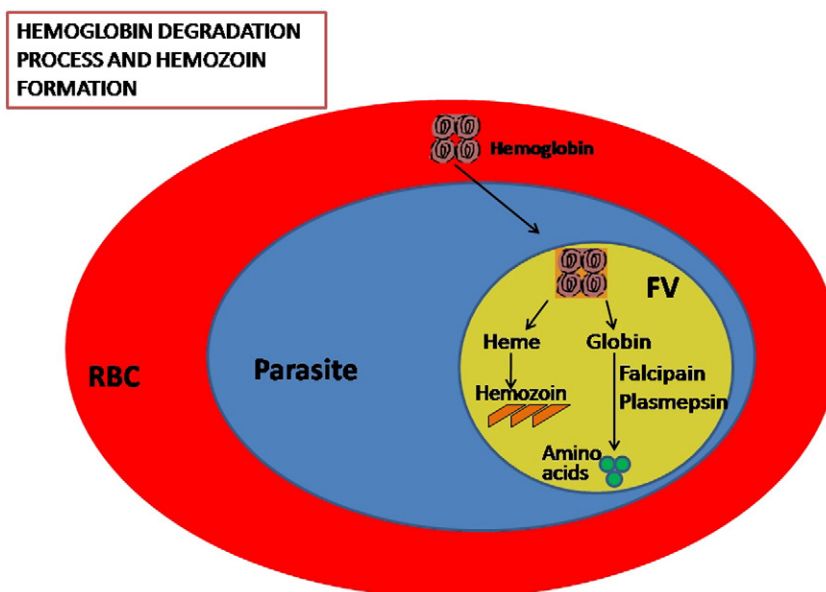 HEMOGLOBIN DEGRADATION
PROCESS AND HEMOZOIN
FORMATION
Hemoglobin
FV
Heme
Globin
Falcipain
Plasmepsin
Hemozoin
Amino
acids
Parasite
RBC